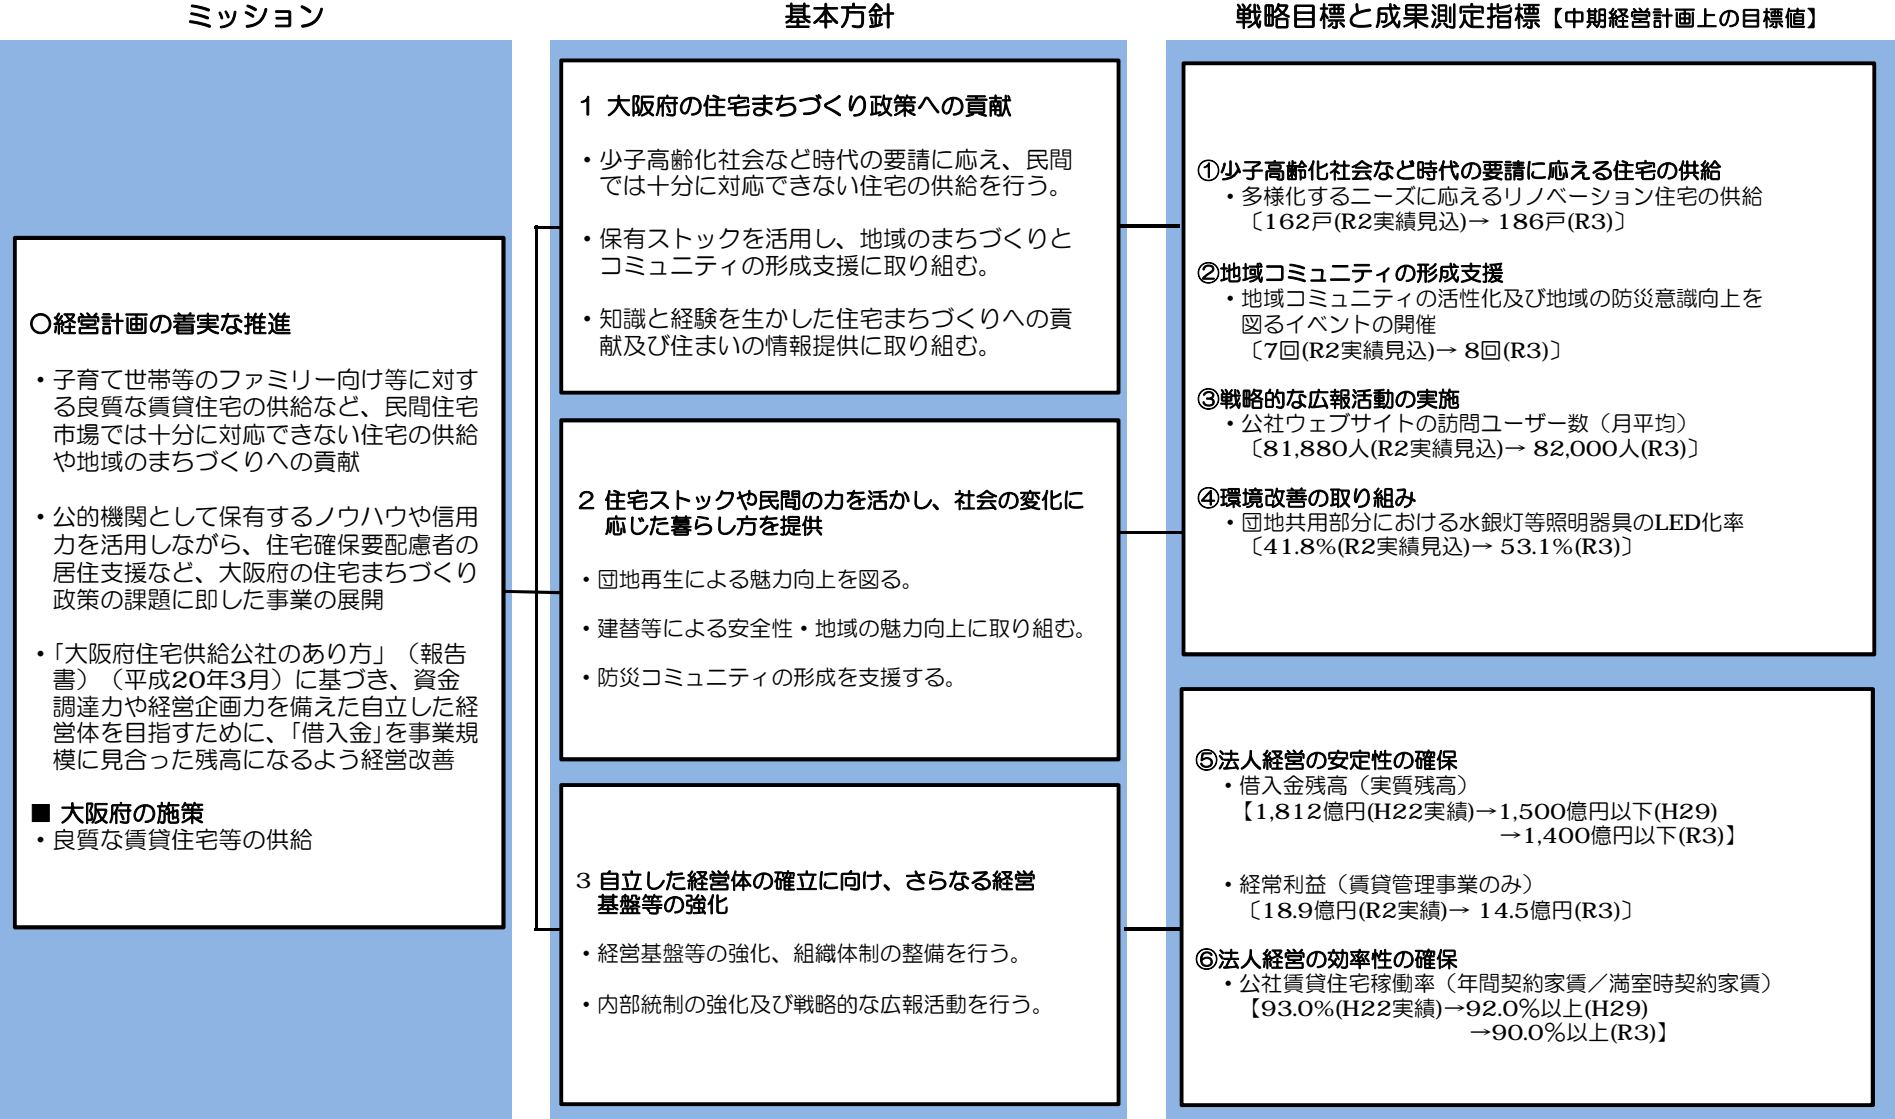 ミッション
〇経営計画の着実な推進
・子育て世帯等のファミリー向け等に対す
る良質な賃貸住宅の供給など、民間住宅
市場では十分に対応できない住宅の供給
や地域のまちづくりへの貢献
・公的機関として保有するノウハウや信用
力を活用しながら、住宅確保要配慮者の
居住支援など、大阪府の住宅まちづくり
政策の課題に即した事業の展開
・「大阪府住宅供給公社のあり方」（報告
書）（平成20年3月）に基づき、資金
調達力や経営企画力を備えた自立した経
営体を目指すために、「借入金」を事業規
模に見合った残高になるよう経営改善
■ 大阪府の施策
・良質な賃貸住宅等の供給
基本方針
１ 大阪府の住宅まちづくり政策への貢献
・少子高齢化社会など時代の要請に応え、民間
では十分に対応できない住宅の供給を行う。
・保有ストックを活用し、地域のまちづくりと
コミュニティの形成支援に取り組む。
・知識と経験を生かした住宅まちづくりへの貢
献及び住まいの情報提供に取り組む。
２ 住宅ストックや民間の力を活かし、社会の変化に
応じた暮らし方を提供
・団地再生による魅力向上を図る。
・建替等による安全性・地域の魅力向上に取り組む。
・防災コミュニティの形成を支援する。
３ 自立した経営体の確立に向け、さらなる経営
基盤等の強化
・経営基盤等の強化、組織体制の整備を行う。
・内部統制の強化及び戦略的な広報活動を行う。
戦略目標と成果測定指標【中期経営計画上の目標値】
①少子高齢化社会など時代の要請に応える住宅の供給
・多様化するニーズに応えるリノベーション住宅の供給
〔162戸(R2実績見込)→ 186戸(R3)〕
②地域コミュニティの形成支援
・地域コミュニティの活性化及び地域の防災意識向上を
図るイベントの開催
〔7回(R2実績見込)→ 8回(R3)〕
③戦略的な広報活動の実施
・公社ウェブサイトの訪問ユーザー数（月平均）
〔81,880人(R2実績見込)→ 82,000人(R3)〕
④環境改善の取り組み
・団地共用部分における水銀灯等照明器具のLED化率
〔41.8%(R2実績見込)→ 53.1%(R3)〕
⑤法人経営の安定性の確保
・借入金残高（実質残高）
【1,812億円(H22実績)→1,500億円以下(H29)
→1,400億円以下(R3)】
・経常利益（賃貸管理事業のみ）
〔18.9億円(R2実績)→ 14.5億円(R3)〕
⑥法人経営の効率性の確保
・公社賃貸住宅稼働率（年間契約家賃／満室時契約家賃）
【93.0%(H22実績)→92.0％以上(H29)
→90.0％以上(R3)】